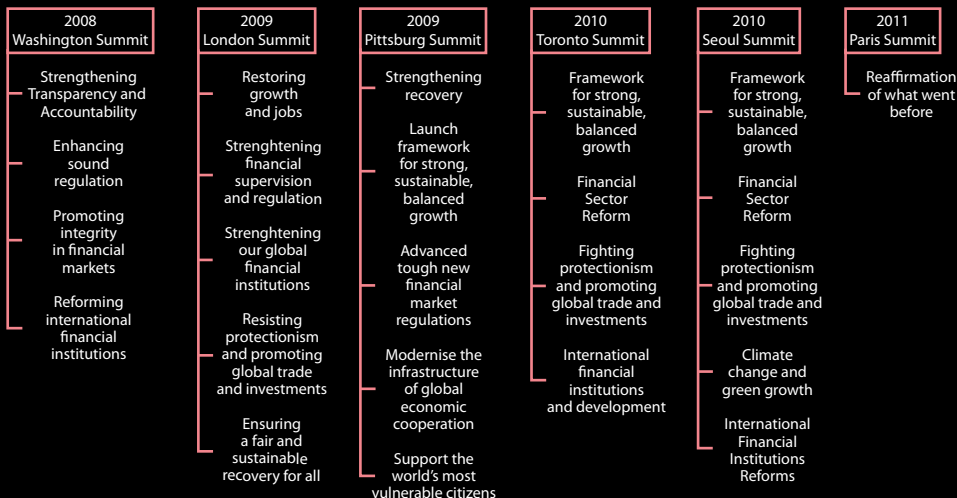 2008
Washington Summit
Strengthening
Transparency and
Accountability
Enhancing
sound
regulation
Promoting
integrity
in financial
markets
Reforming
international
financial
institutions
2009
London Summit
Restoring
growth
and jobs
Strenghtening
financial
supervision
and regulation
Strenghtening
our global
financial
institutions
Resisting
protectionism
and promoting
global trade
and investments
Ensuring
a fair and
sustainable
recovery for all
2009
Pittsburg Summit
Strengthening
recovery
Launch
framework
for strong,
sustainable,
balanced
growth
Advanced
tough new
financial
market
regulations
Modernise the
infrastructure
of global
economic
cooperation
Support the
world's most
vulnerable citizens
2010
Toronto Summit
Framework
for strong,
sustainable,
balanced
growth
Financial
Sector
Reform
Fighting
protectionism
and promoting
global trade and
investments
International
financial
institutions
and development
2010
Seoul Summit
Framework
for strong,
sustainable,
balanced
growth
Financial
Sector
Reform
Fighting
protectionism
and promoting
global trade and
investments
Climate
change and
green growth
International
Financial
Institutions
Reforms
2011
Paris Summit
Reaffirmation
of what went
before